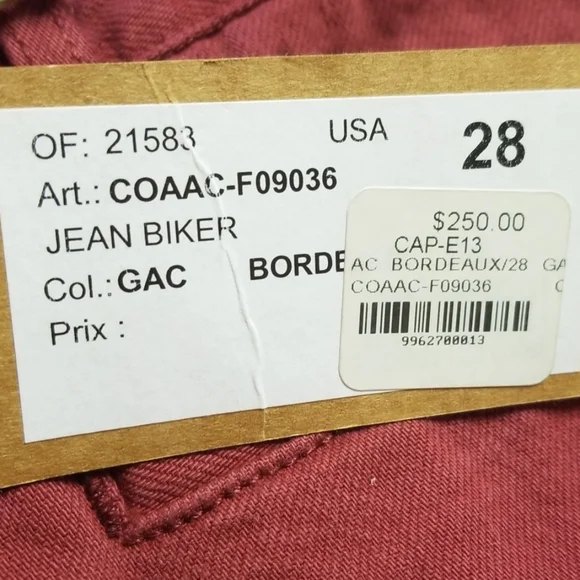 OF: 21583 USA 28
Art.: COAAC-F09036
JEAN BIKER
Col.: GAC BORDE
Prix :
$250.00
CAP-E13
AC BORDEAUX/28 GA
COAAC-F09036
9962700013